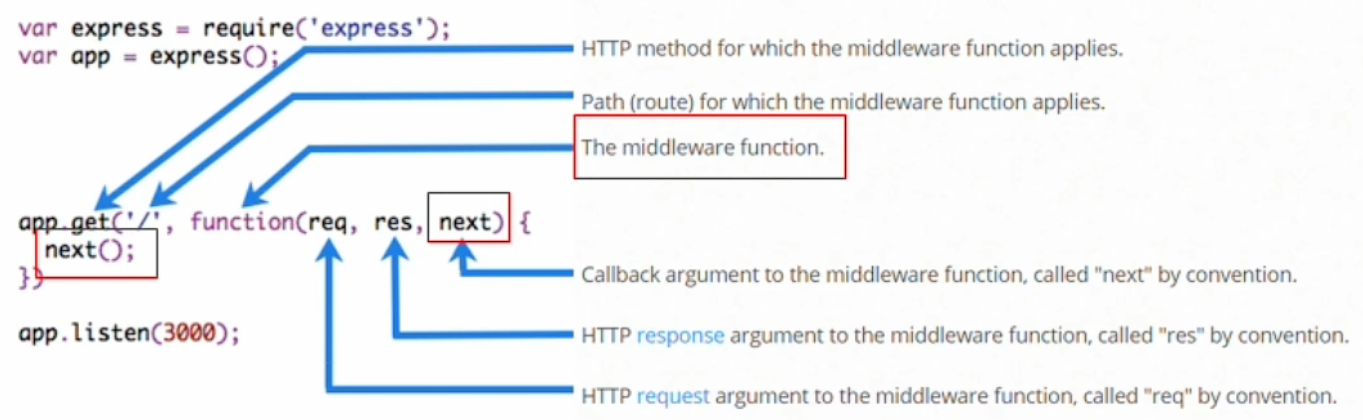 var express = require('express');
var app = express();
HTTP method for which the middleware function applies.
Path (route) for which the middleware function applies.
The middleware function.
app.get('/', function(req, res, next) {
next();
})
Callback argument to the middleware function, called "next" by convention.
app.listen(3000);
HTTP response argument to the middleware function, called "res" by convention.
HTTP request argument to the middleware function, called "req" by convention.